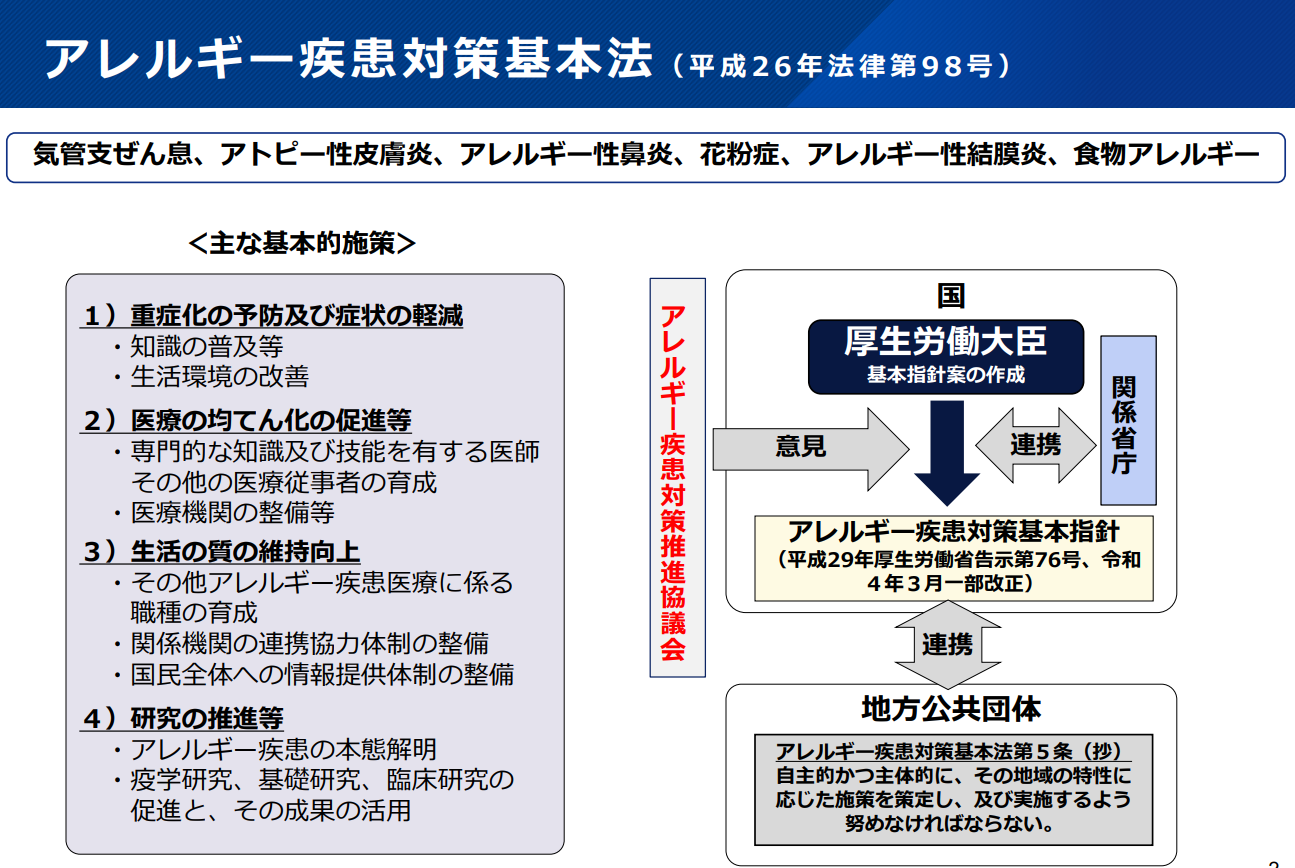 アレルギー疾患対策基本法（平成26年法律第98号）
気管支ぜん息、アトピー性皮膚炎、アレルギー性鼻炎、花粉症、アレルギー性結膜炎、食物アレルギー
＜主な基本的施策＞
１）重症化の予防及び症状の軽減
・知識の普及等
・生活環境の改善
２）医療の均てん化の促進等
・専門的な知識及び技能を有する医師
その他の医療従事者の育成
・医療機関の整備等
３）生活の質の維持向上
・その他アレルギー疾患医療に係る
職種の育成
・関係機関の連携協力体制の整備
・国民全体への情報提供体制の整備
４）研究の推進等
・アレルギー疾患の本態解明
・疫学研究、基礎研究、臨床研究の
促進と、その成果の活用
アレルギー疾患対策推進協議会
国
厚生労働大臣
基本指針案の作成
関係省庁
意見
連携
アレルギー疾患対策基本指針
（平成29年厚生労働省告示第76号、令和
４年３月一部改正）
連携
地方公共団体
アレルギー疾患対策基本法第５条（抄）
自主的かつ主体的に、その地域の特性に
応じた施策を策定し、及び実施するよう
努めなければならない。